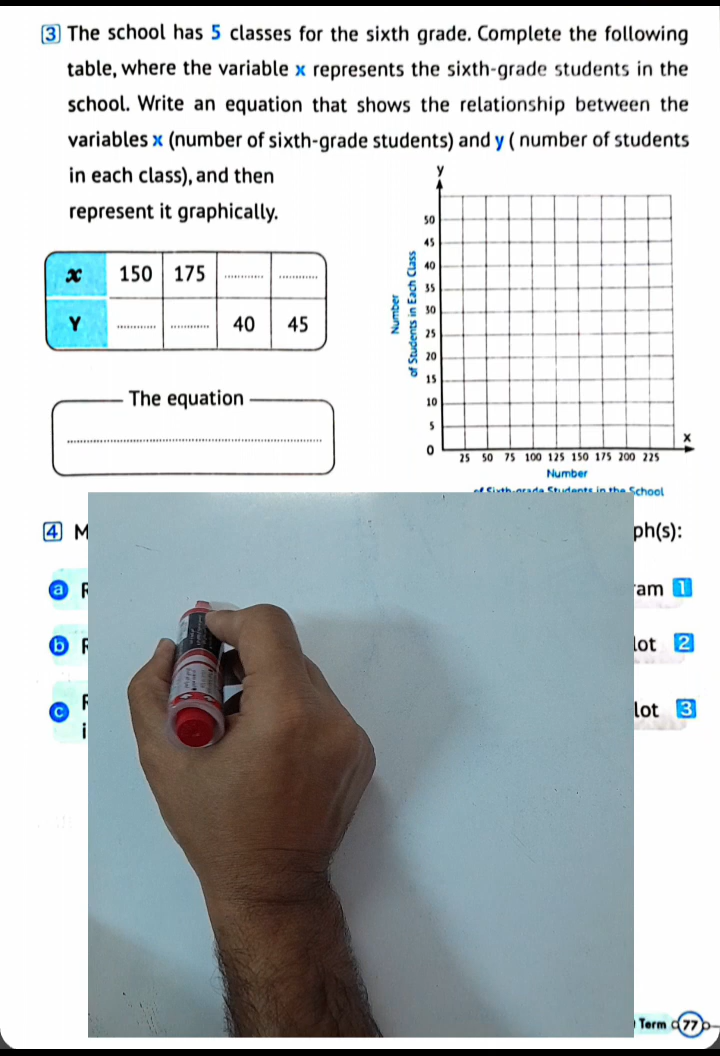 3 The school has 5 classes for the sixth grade. Complete the following
table, where the variable x represents the sixth-grade students in the
school. Write an equation that shows the relationship between the
variables x (number of sixth-grade students) and y ( number of students
in each class), and then
represent it graphically.
x 150 175 ............ ............
Y ............ ............ 40 45
The equation
y
Number
of Students in Each Class
50
45
40
35
30
25
20
15
10
5
0
25 50 75 100 125 150 175 200 225
x
Number
of Sixth-grade Students in the School
4 M
ph(s):
a
am 1
b
lot 2
c
lot 3
i
Term 77